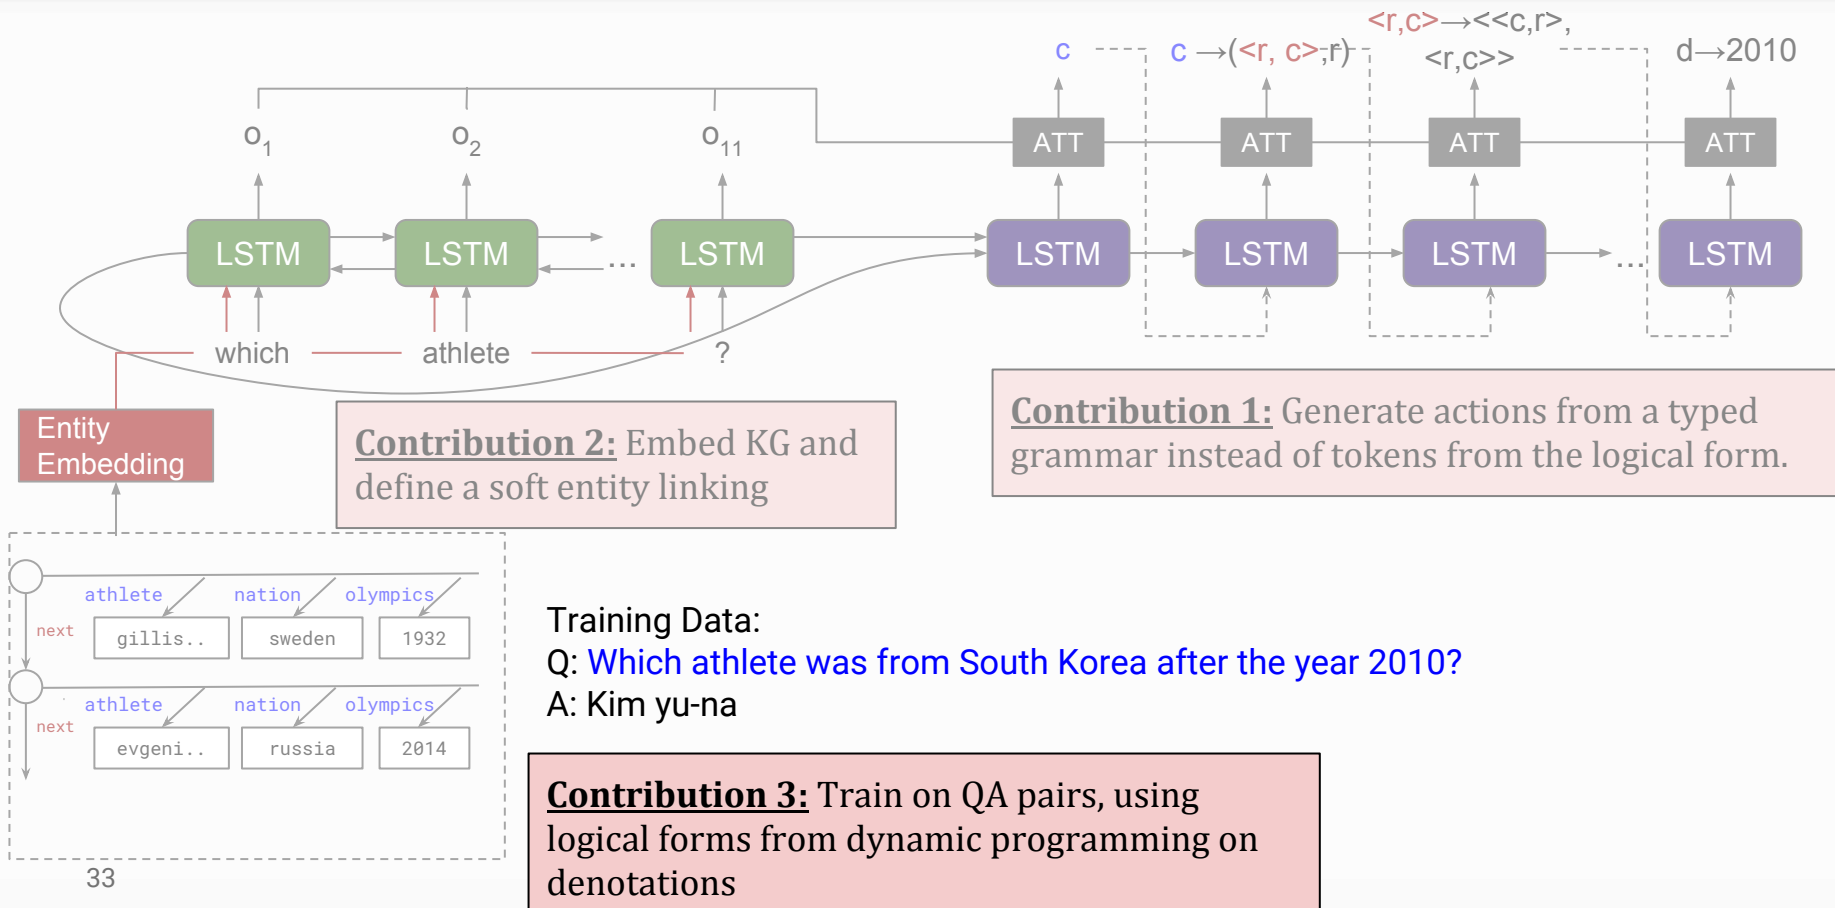 <r,c>→<<c,r>,
c c →(<r, c>,r) <r,c>> d→2010
o1 o2 o11 ATT ATT ATT ATT
LSTM LSTM ... LSTM LSTM LSTM LSTM ... LSTM
which athlete ?
Entity
Embedding
Contribution 2: Embed KG and
define a soft entity linking
Contribution 1: Generate actions from a typed
grammar instead of tokens from the logical form.
athlete nation olympics
next gillis.. sweden 1932
athlete nation olympics
next evgeni.. russia 2014
Training Data:
Q: Which athlete was from South Korea after the year 2010?
A: Kim yu-na
Contribution 3: Train on QA pairs, using
logical forms from dynamic programming on
denotations
33